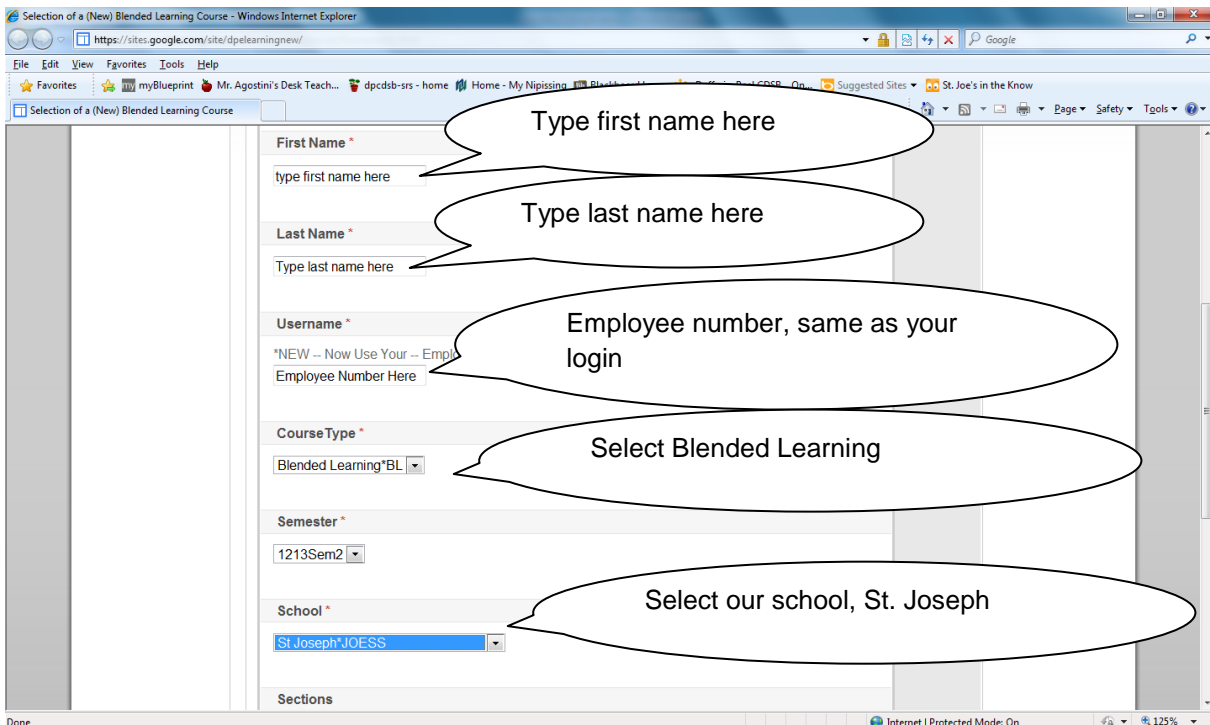 Selection of a (New) Blended Learning Course - Windows Internet Explorer
https://sites.google.com/site/dpelearningnew/
Google
File Edit View Favorites Tools Help
Favorites myBlueprint Mr. Agostini's Desk Teach... dpcdsb-srs - home Home - My Nipissing Suggested Sites St. Joe's in the Know
Selection of a (New) Blended Learning Course Page Safety Tools
Type first name here
First Name *
type first name here
Type last name here
Last Name *
Type last name here
Employee number, same as your
login
Username *
*NEW -- Now Use Your -- Emplo
Employee Number Here
Select Blended Learning
CourseType *
Blended Learning*BL
Semester *
1213Sem2
Select our school, St. Joseph
School *
St Joseph*JOESS
Sections
Done Internet | Protected Mode: On 125%